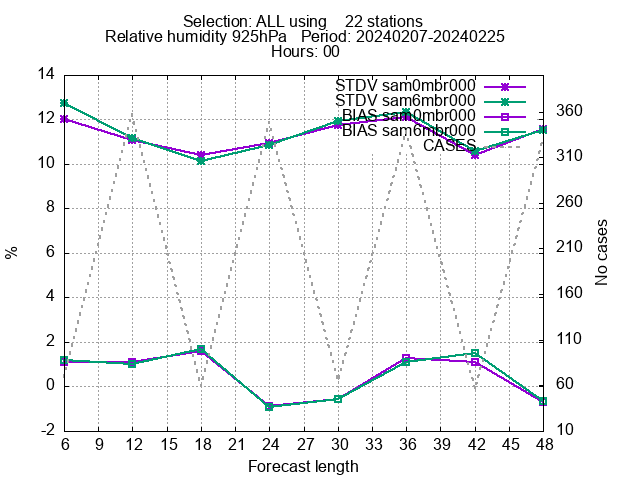 Selection: ALL using 22 stations
Relative humidity 925hPa Period: 20240207-20240225
Hours: 00
STDV sam0mbr000
STDV sam6mbr000
BIAS sam0mbr000
BIAS sam6mbr000
CASES
14
12
10
8
6
4
2
0
-2
%
360
310
260
210
160
110
60
10
No cases
6 9 12 15 18 21 24 27 30 33 36 39 42 45 48
Forecast length